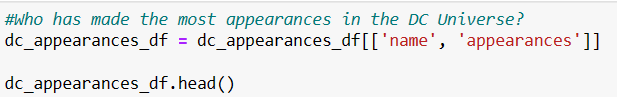 #Who has made the most appearances in the DC Universe?
dc_appearances_df = dc_appearances_df[['name', 'appearances']]
dc_appearances_df.head()